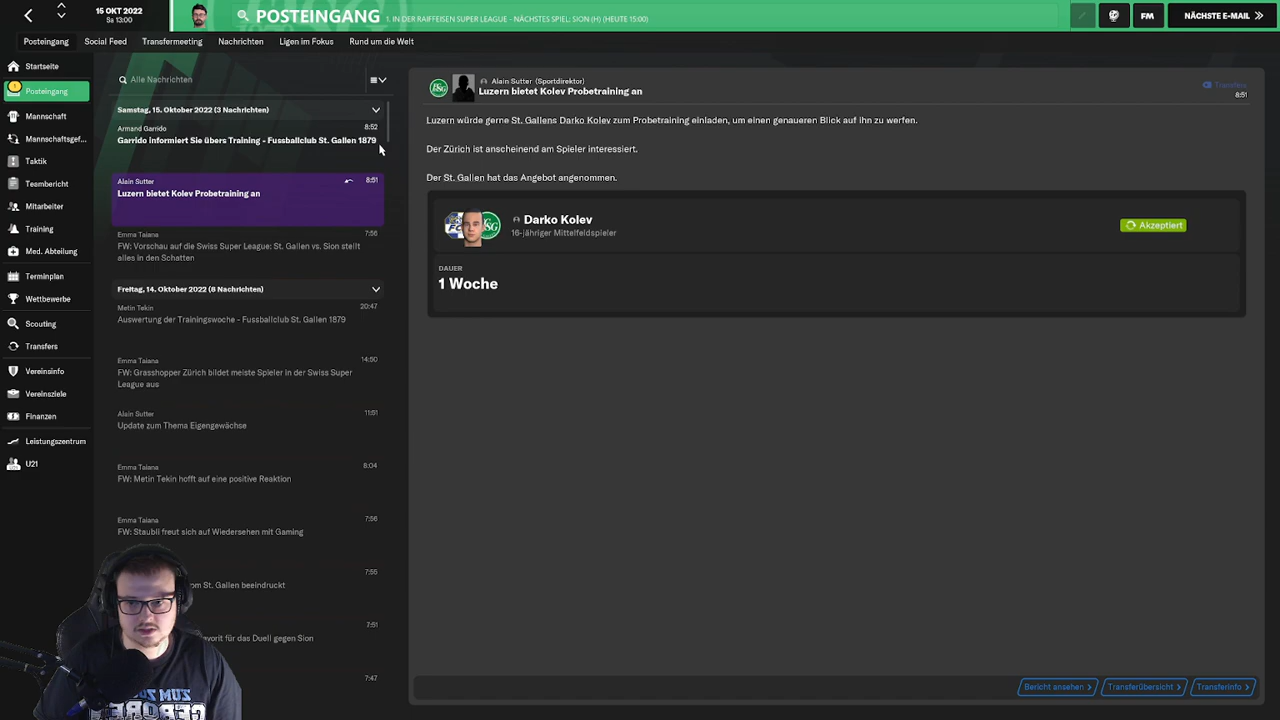 15 OKT 2022
Sa 13:00
POSTEINGANG
1. IN DER RAIFFEISEN SUPER LEAGUE - NÄCHSTES SPIEL: SION (H) (HEUTE 15:00)
FM
NÄCHSTE E-MAIL
Posteingang
Social Feed
Transfermeeting
Nachrichten
Ligen im Fokus
Rund um die Welt
Startseite
Posteingang
Mannschaft
Mannschaftsgef...
Taktik
Teambericht
Mitarbeiter
Training
Med. Abteilung
Terminplan
Wettbewerbe
Scouting
Transfers
Vereinsinfo
Vereinsziele
Finanzen
Leistungszentrum
U21
Alle Nachrichten
Samstag, 15. Oktober 2022 (3 Nachrichten)
Armand Garrido
8:52
Garrido informiert Sie übers Training - Fussballclub St. Gallen 1879
Alain Sutter
8:51
Luzern bietet Kolev Probetraining an
Emma Taiana
7:56
FW: Vorschau auf die Swiss Super League: St. Gallen vs. Sion stellt
alles in den Schatten
Freitag, 14. Oktober 2022 (8 Nachrichten)
Metin Tekin
20:47
Auswertung der Trainingswoche - Fussballclub St. Gallen 1879
Emma Taiana
14:50
FW: Grasshopper Zürich bildet meiste Spieler in der Swiss Super
League aus
Alain Sutter
11:51
Update zum Thema Eigengewächse
Emma Taiana
8:04
FW: Metin Tekin hofft auf eine positive Reaktion
Emma Taiana
7:56
FW: Staubli freut sich auf Wiedersehen mit Gaming
7:55
om St. Gallen beeindruckt
7:51
avorit für das Duell gegen Sion
7:47
Alain Sutter (Sportdirektor)
Luzern bietet Kolev Probetraining an
Transfers
8:51
Luzern würde gerne St. Gallens Darko Kolev zum Probetraining einladen, um einen genaueren Blick auf ihn zu werfen.
Der Zürich ist anscheinend am Spieler interessiert.
Der St. Gallen hat das Angebot angenommen.
Darko Kolev
16-jähriger Mittelfeldspieler
Akzeptiert
DAUER
1 Woche
Bericht ansehen
Transferübersicht
Transferinfo
ZUM